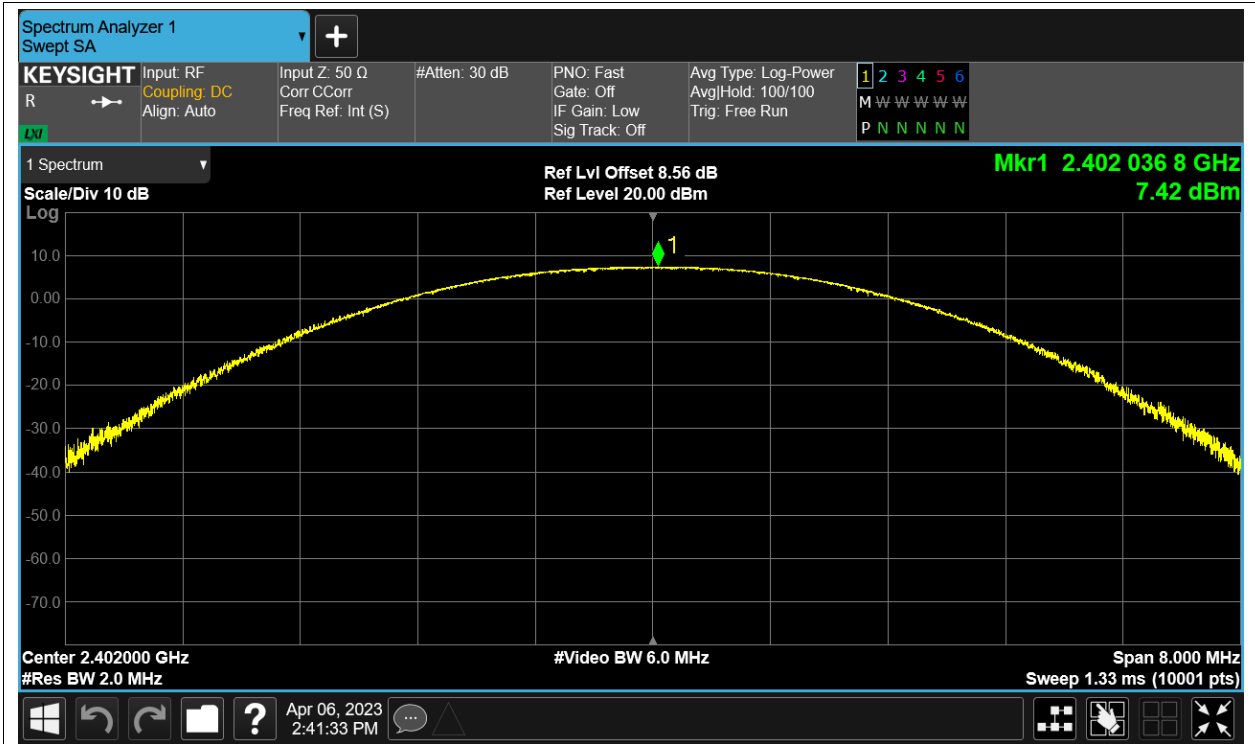 Spectrum Analyzer 1
Swept SA
+
KEYSIGHT
R
LXI
Input: RF
Coupling: DC
Align: Auto
Input Z: 50 Ω
Corr CCorr
Freq Ref: Int (S)
#Atten: 30 dB
PNO: Fast
Gate: Off
IF Gain: Low
Sig Track: Off
Avg Type: Log-Power
Avg|Hold: 100/100
Trig: Free Run
1 2 3 4 5 6
M W W W W W
P N N N N N
1 Spectrum
Scale/Div 10 dB
Log
Ref Lvl Offset 8.56 dB
Ref Level 20.00 dBm
Mkr1 2.402 036 8 GHz
7.42 dBm
1
10.0
0.00
-10.0
-20.0
-30.0
-40.0
-50.0
-60.0
-70.0
Center 2.402000 GHz
#Video BW 6.0 MHz
Span 8.000 MHz
#Res BW 2.0 MHz
Sweep 1.33 ms (10001 pts)
?
Apr 06, 2023
2:41:33 PM